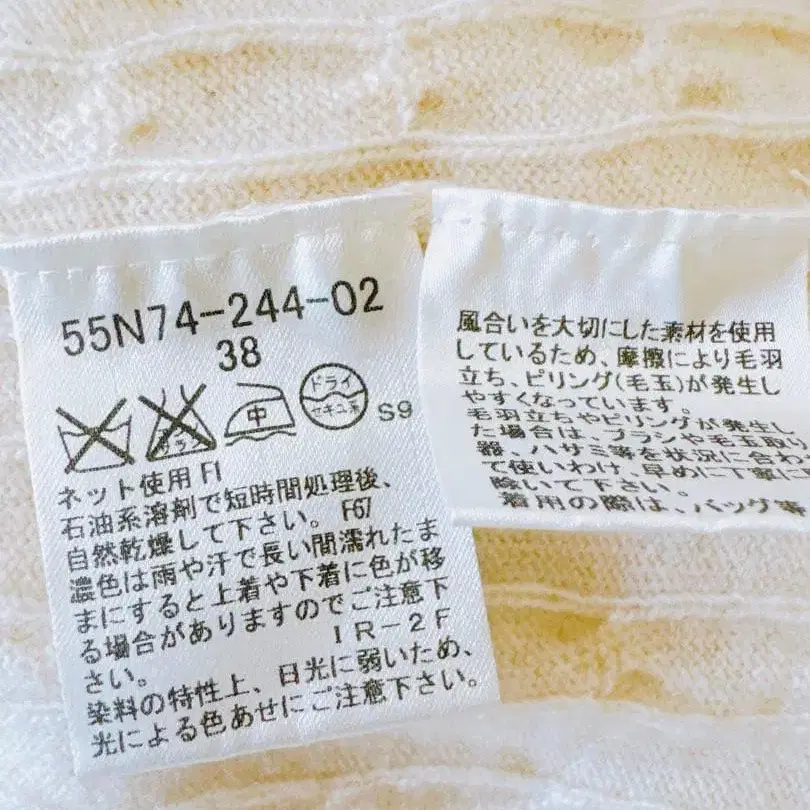 55N74-244-02
38
サラシ
中
ドライ
セキユ系
S9
ネット使用 FI
石油系溶剤で短時間処理後、
自然乾燥して下さい。 F67
濃色は雨や汗で長い間濡れたま
まにすると上着や下着に色が移
る場合がありますのでご注意下
さい。 IR-2F
染料の特性上、日光に弱いため、
光による色あせにご注意下さい。
風合いを大切にした素材を使用
しているため、摩擦により毛羽
立ち、ピリング(毛玉)が発生し
やすくなっています。
毛羽立ちやピリングが発生し
た場合は、ブラシや毛玉取り
器、ハサミ等を状況に合わ
て使いわけ、早めに丁寧に
除いて下さい。
着用の際は、バッグ等